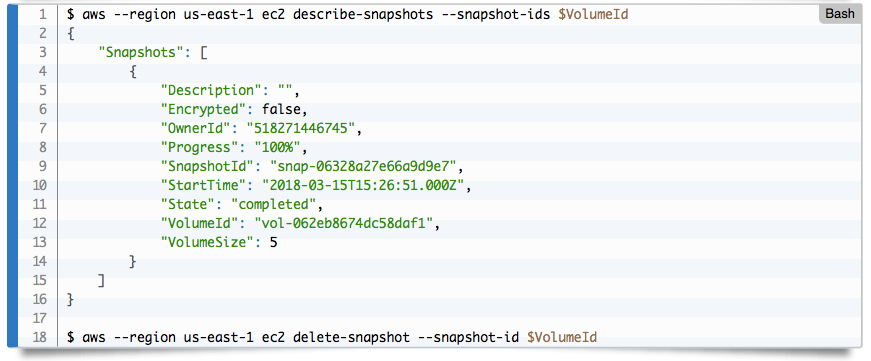 1 $ aws --region us-east-1 ec2 describe-snapshots --snapshot-ids $VolumeId Bash
2 {
3     "Snapshots": [
4         {
5             "Description": "",
6             "Encrypted": false,
7             "OwnerId": "518271446745",
8             "Progress": "100%",
9             "SnapshotId": "snap-06328a27e66a9d9e7",
10             "StartTime": "2018-03-15T15:26:51.000Z",
11             "State": "completed",
12             "VolumeId": "vol-062eb8674dc58daf1",
13             "VolumeSize": 5
14         }
15     ]
16 }
17
18 $ aws --region us-east-1 ec2 delete-snapshot --snapshot-id $VolumeId